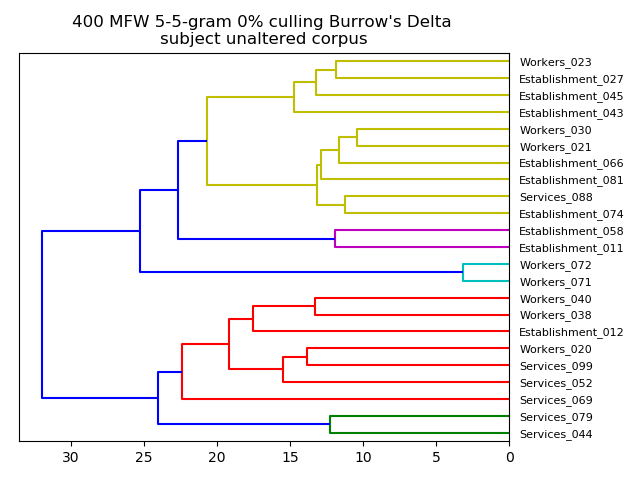 400 MFW 5-5-gram 0% culling Burrow's Delta
subject unaltered corpus
Workers_023
Establishment_027
Establishment_045
Establishment_043
Workers_030
Workers_021
Establishment_066
Establishment_081
Services_088
Establishment_074
Establishment_058
Establishment_011
Workers_072
Workers_071
Workers_040
Workers_038
Establishment_012
Workers_020
Services_099
Services_052
Services_069
Services_079
Services_044
30 25 20 15 10 5 0